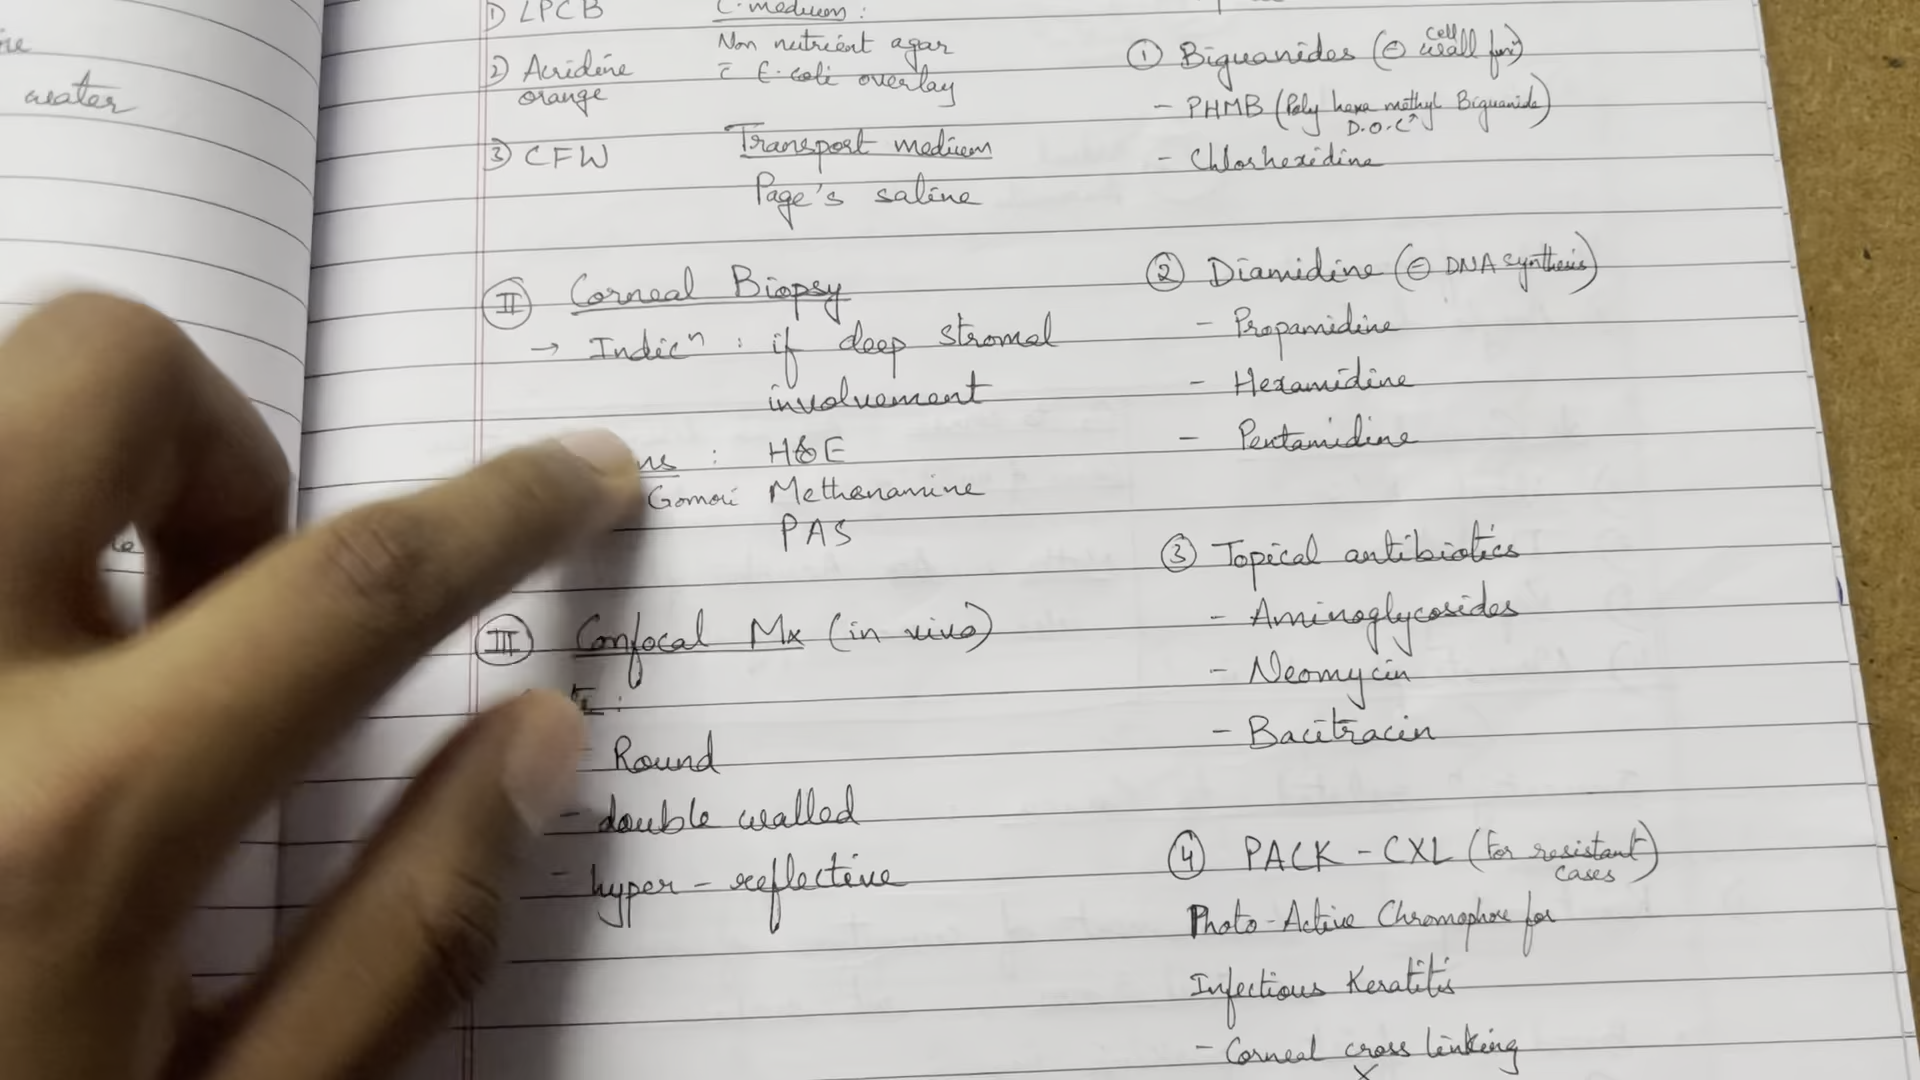 water
1) LPCB
2) Acridine
orange
3) CFW
C. medium :
Non nutrient agar
c̄ E. coli overlay
Transport medium
Page's saline
II Corneal Biopsy
→ Indicⁿ : if deep stromal
involvement
: H&E
Gomori Methenamine
PAS
III Confocal Mx (in vivo)
Round
- double walled
- hyper - reflective
① Biguanides (⊖ cell wall funⁿ)
- PHMB (Poly hexa methyl Biguanide)
D.O.C
- Chlorhexidine
② Diamidine (⊖ DNA synthesis)
- Propamidine
- Hexamidine
- Pentamidine
③ Topical antibiotics
- Aminoglycosides
- Neomycin
- Bacitracin
④ PACK - CXL (for resistant
cases)
Photo - Active Chromophore for
Infectious Keratitis
- Corneal cross linking